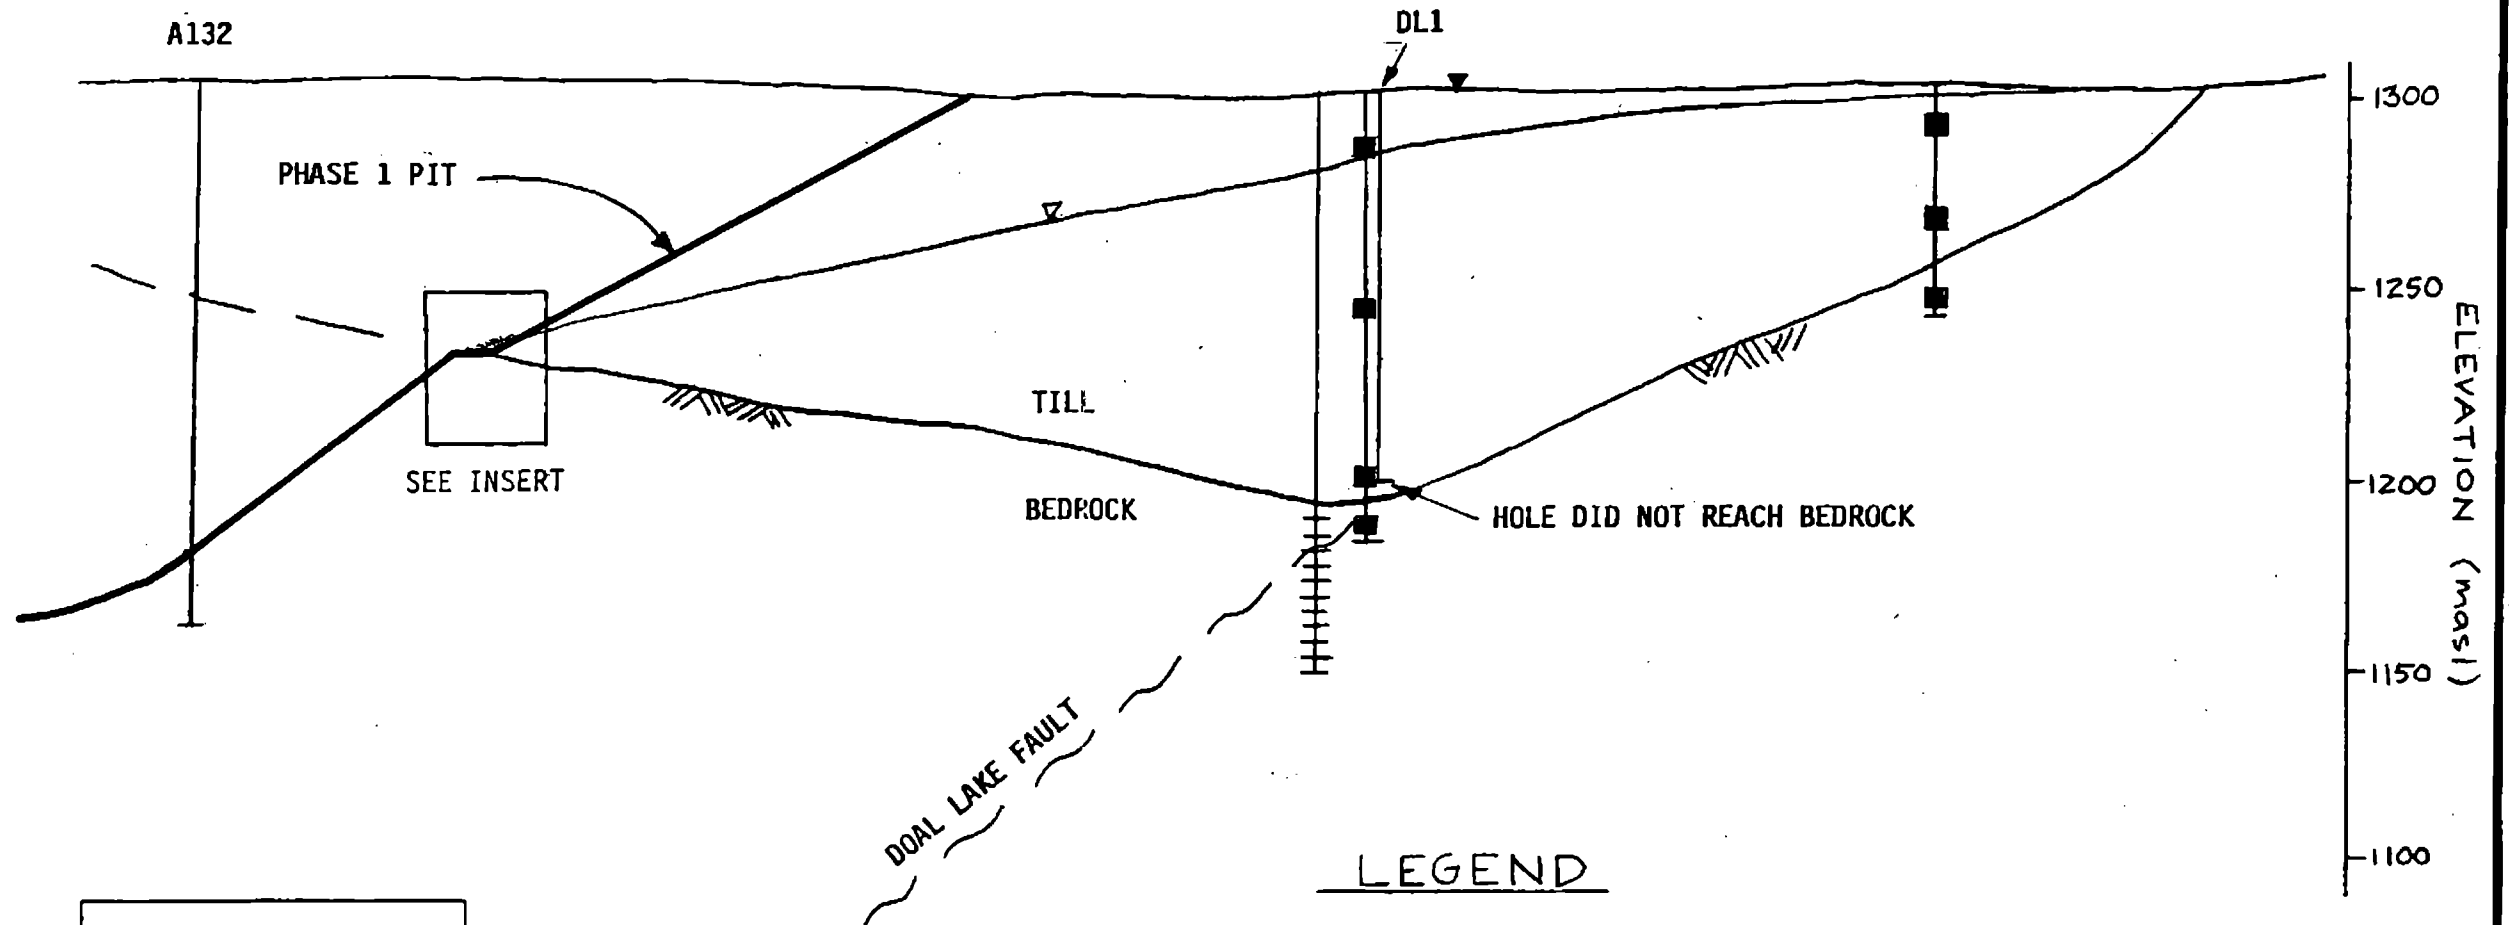 A132
DL1
PHASE 1 PIT
SEE INSERT
TILL
BEDROCK
HOLE DID NOT REACH BEDROCK
DOAL LAKE FAULT
LEGEND
1300
1250
1200
1150
1100
ELEVATION (masl)